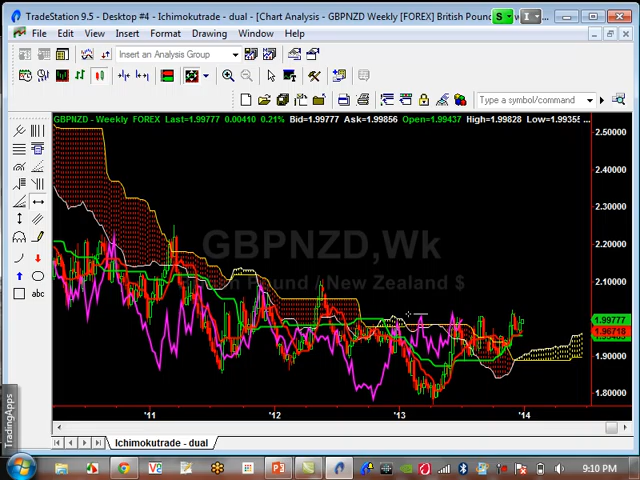 TradeStation 9.5 - Desktop #4 - Ichimokutrade - dual - [Chart Analysis - GBPNZD Weekly [FOREX] British Poun
S
I
File Edit View Insert Format Drawing Window Help
Insert an Analysis Group
Type a symbol/command
GBPNZD - Weekly FOREX Last=1.99777 0.00410 0.21% Bid=1.99777 Ask=1.99856 Open=1.99437 High=1.99828 Low=1.99355 ...
2.50000
2.30000
2.20000
GBPNZD,Wk
Pound / New Zealand $
2.10000
1.99777
1.96718
1.90000
1.80000
abc
'11 '12 '13 '14
TradingApps
Ichimokutrade - dual
9:10 PM